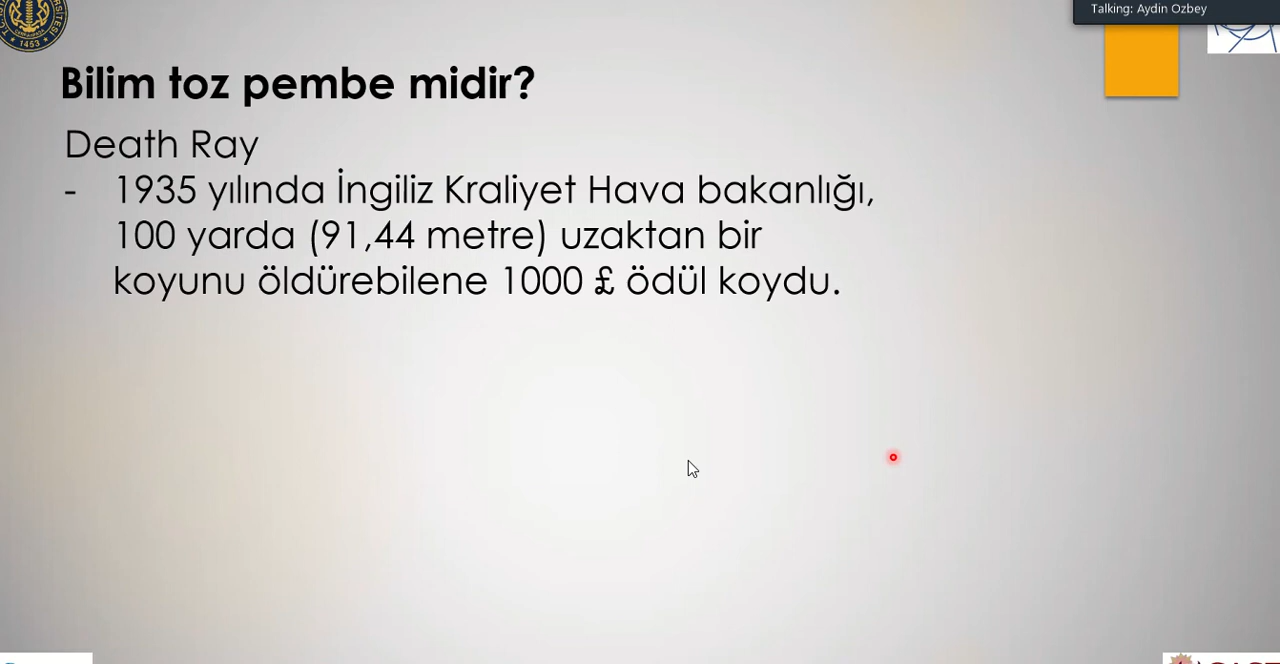 Talking: Aydin Ozbey
1453
Bilim toz pembe midir?
Death Ray
- 1935 yılında İngiliz Kraliyet Hava bakanlığı,
100 yarda (91,44 metre) uzaktan bir
koyunu öldürebilene 1000 £ ödül koydu.